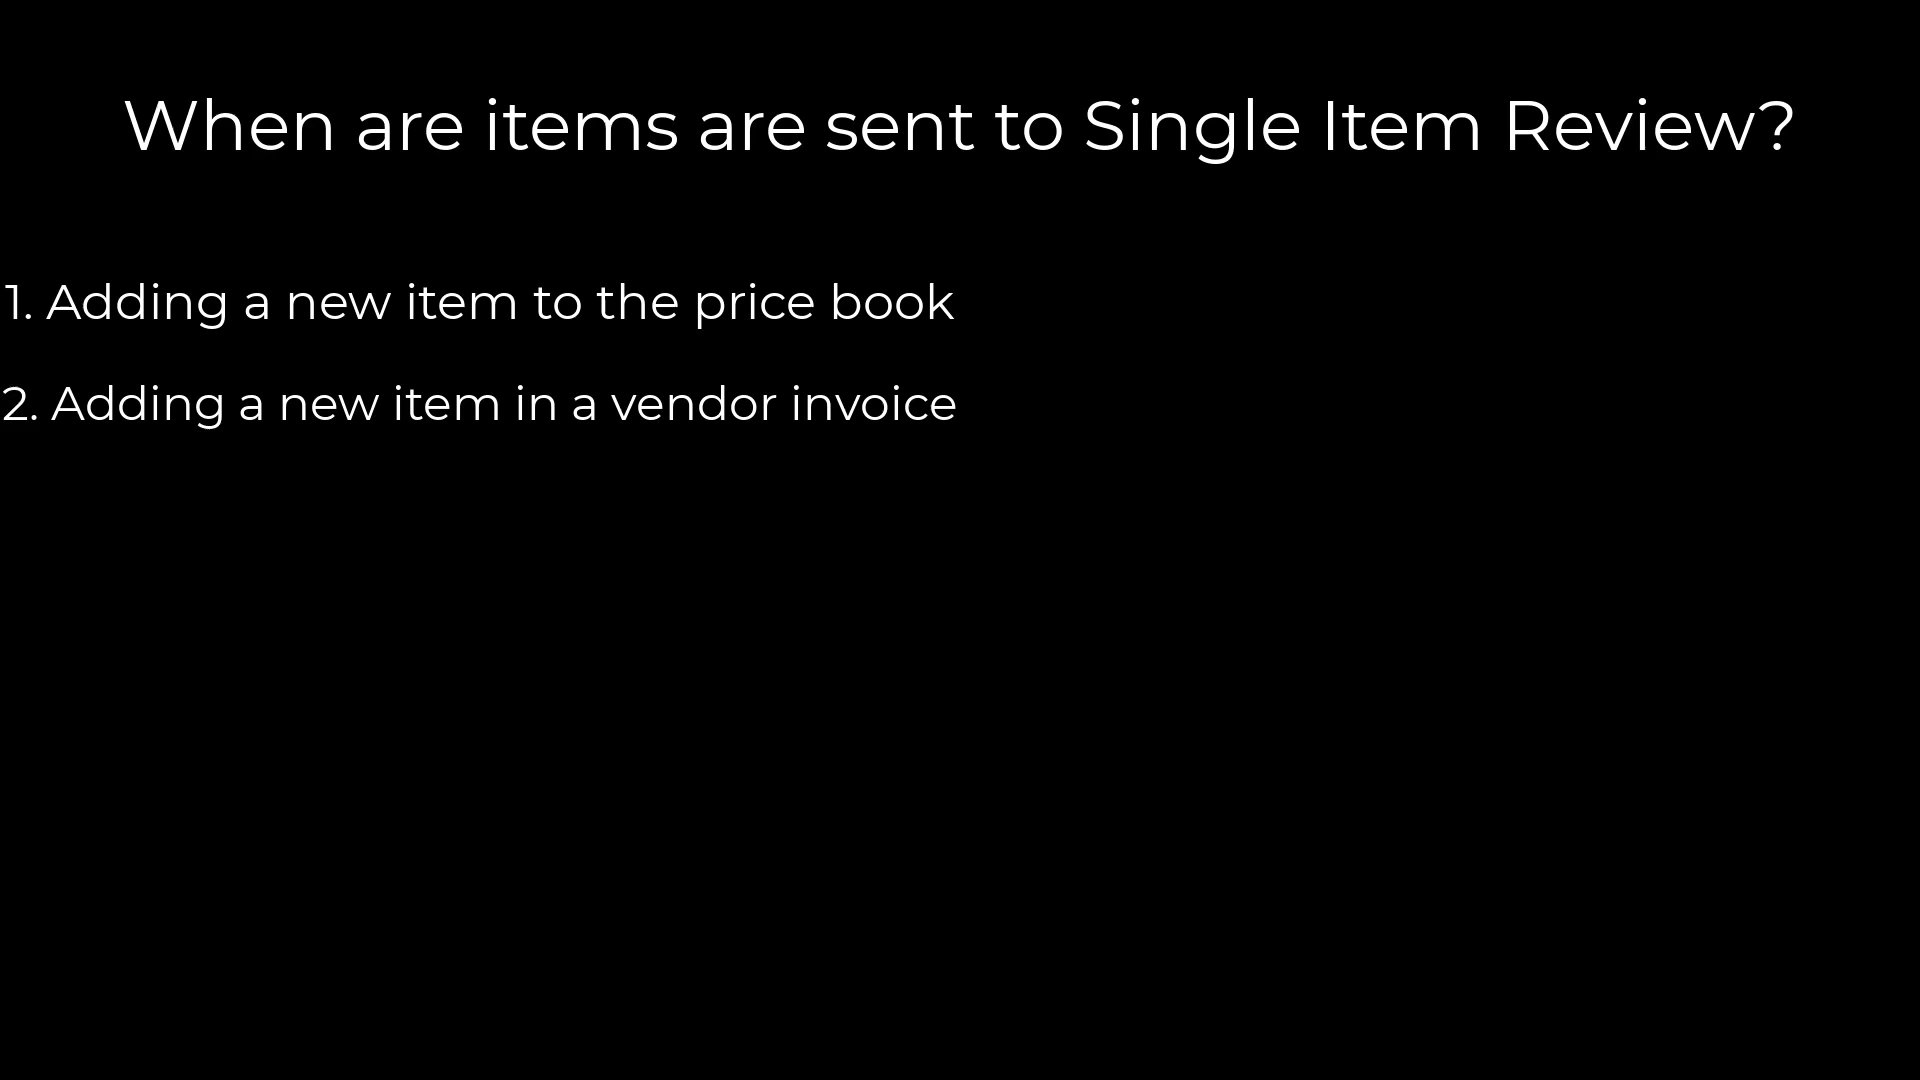 When are items are sent to Single Item Review?
1. Adding a new item to the price book
2. Adding a new item in a vendor invoice